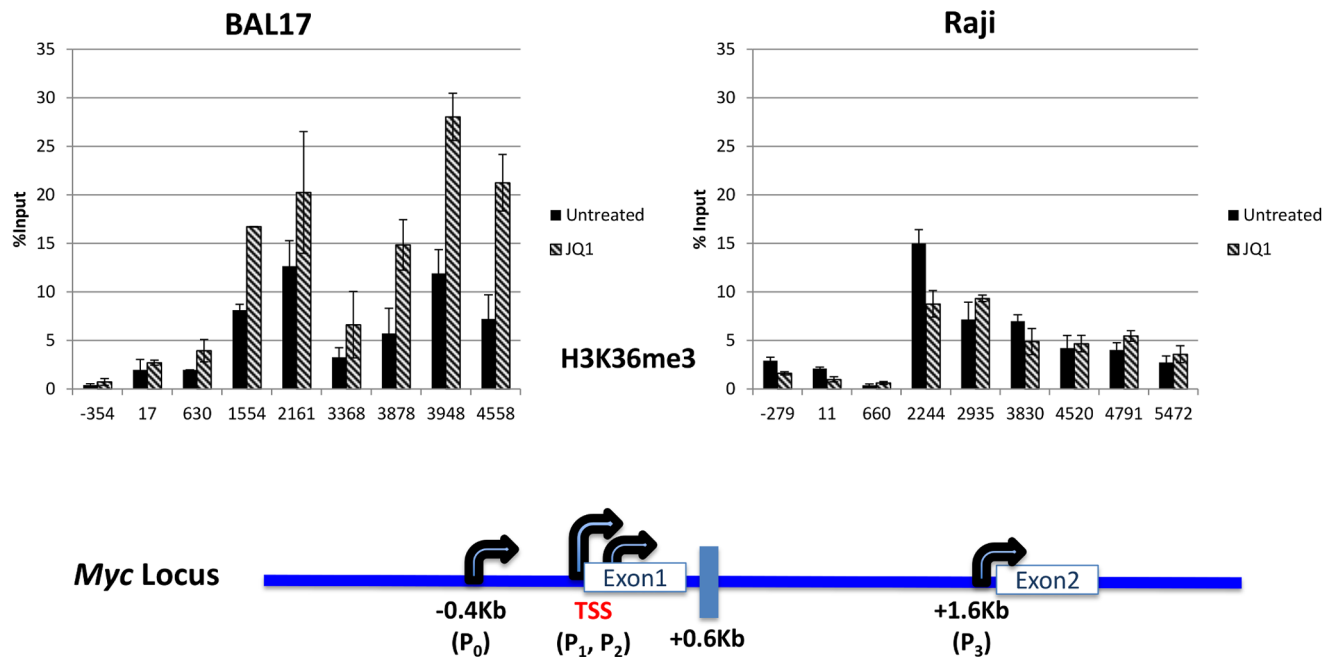 BAL17
35
30
25
20
15
10
5
0
%Input
-354 17 630 1554 2161 3368 3878 3948 4558
Untreated
JQ1
H3K36me3
Raji
35
30
25
20
15
10
5
0
% Input
-279 11 660 2244 2935 3830 4520 4791 5472
Untreated
JQ1
Myc Locus
Exon1
Exon2
-0.4Kb
(P0)
TSS
(P1, P2)
+0.6Kb
+1.6Kb
(P3)